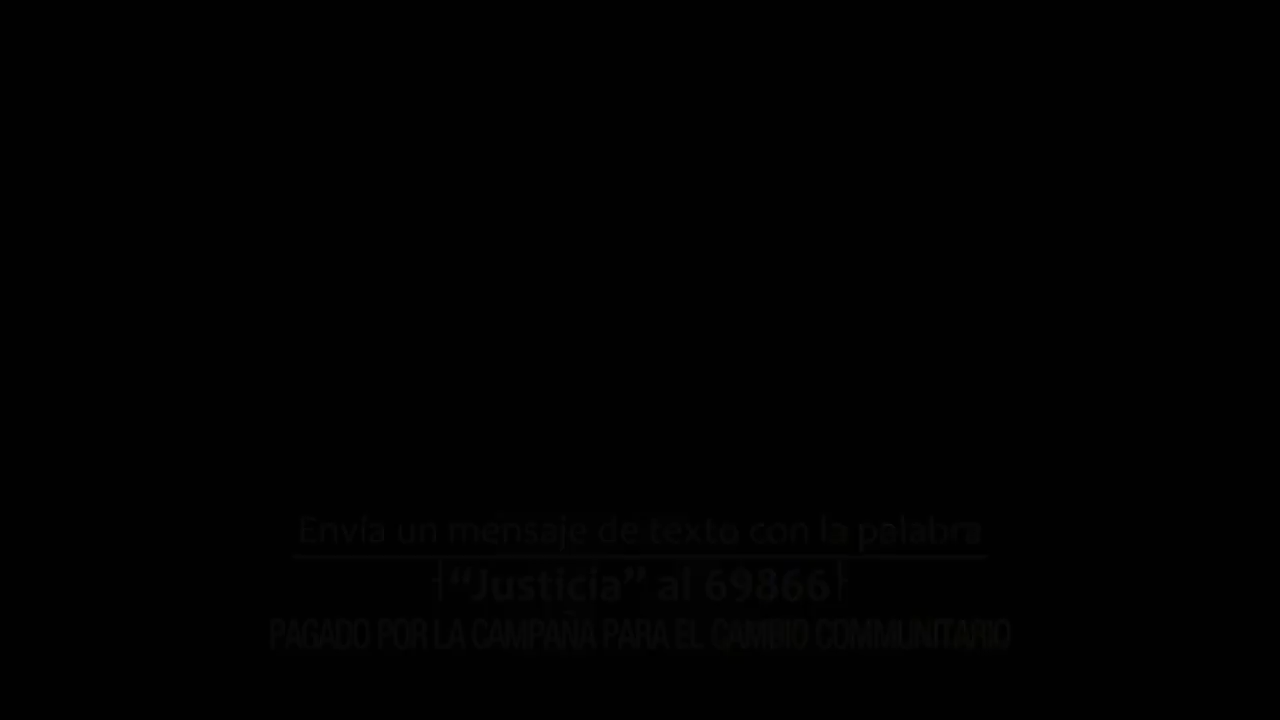 Envía un mensaje de texto con la palabra
“Justicia” al 69866
PAGADO POR LA CAMPAÑA PARA EL CAMBIO COMMUNITARIO